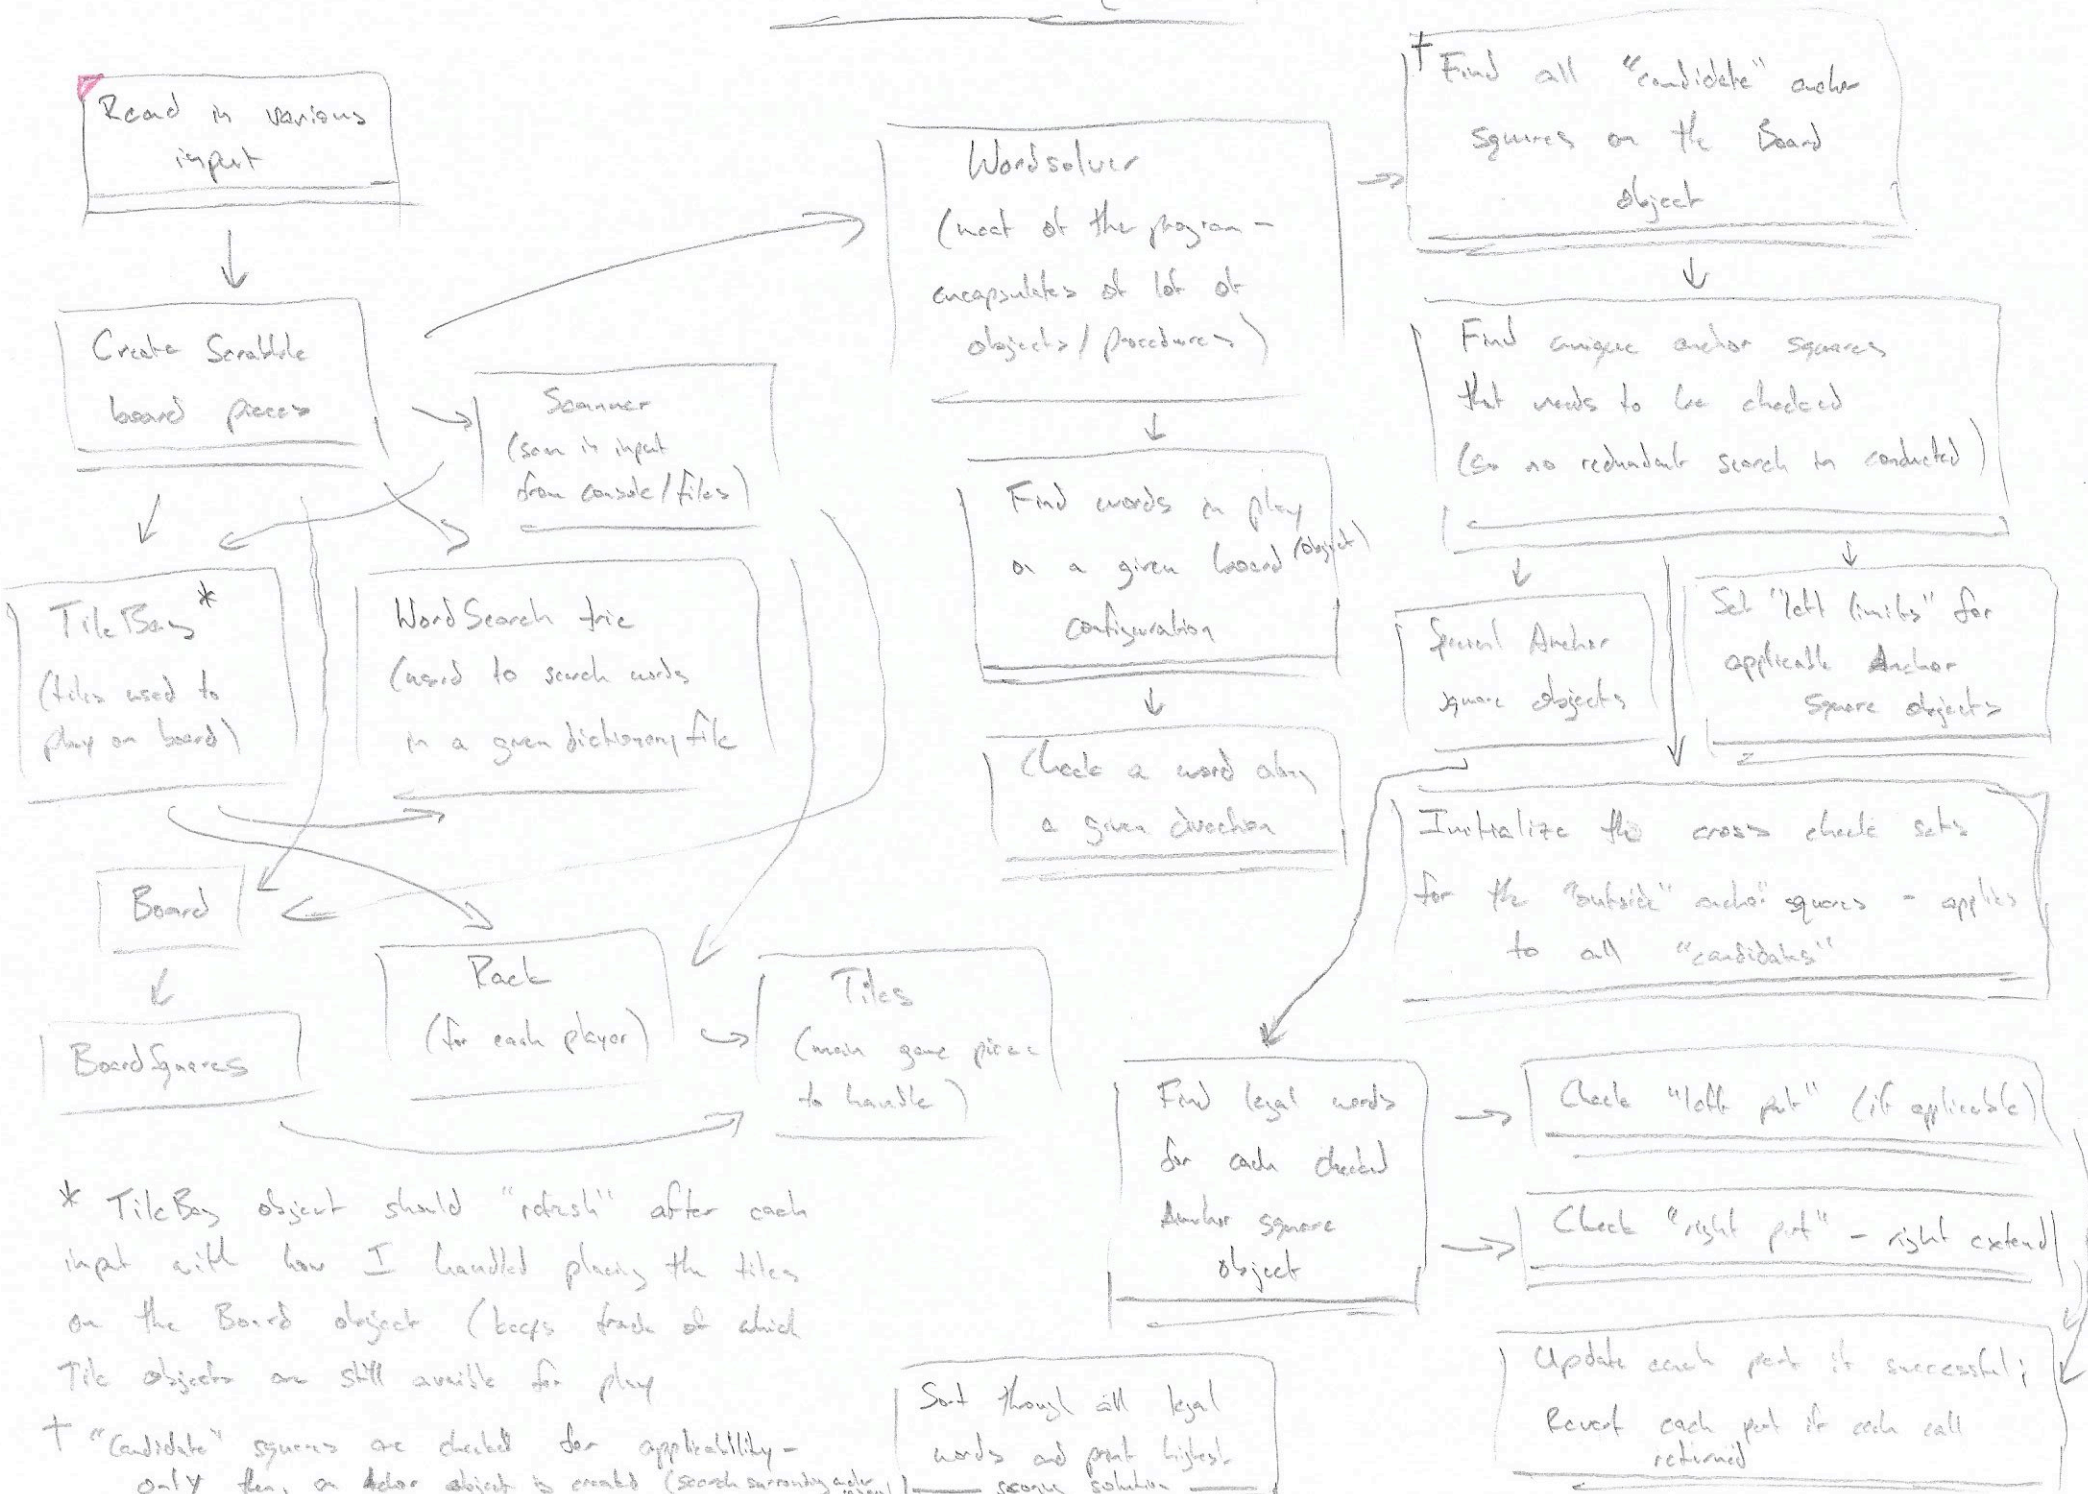 Read in various
input
Create Scrabble
board pieces
Scanner
(scan in input
from console/files)
TileBag *
(tiles used to
play on board)
WordSearch trie
(used to search words
in a given dictionary file
Board
BoardSquares
Rack
(for each player)
Tiles
(main game piece
to handle)
Wordsolver
(meat of the program -
encapsulates of lot of
objects / procedures)
Find words in play
on a given board (object)
configuration
Check a word along
a given direction
† Find all "candidate" anchor
squares on the Board
object
Find unique anchor squares
that needs to be checked
(so no redundant search in conducted)
Anchor
square objects
Set "left limits" for
applicable Anchor
square objects
Initialize the cross check sets
for the "outside" anchor squares - applies
to all "candidates"
Find legal words
for each checked
Anchor square
object
Check "left part" (if applicable)
Check "right part" - right extend
Update each part if successful;
Revert each part if each call
returned
Sort through all legal
words and print highest
scoring solution
* TileBag object should "refresh" after each
input with how I handled placing the tiles
on the Board object (keeps track of which
Tile objects are still availble for play
† "Candidate" squares are checked for applicability -
only then, an Anchor object is created (search surrounding